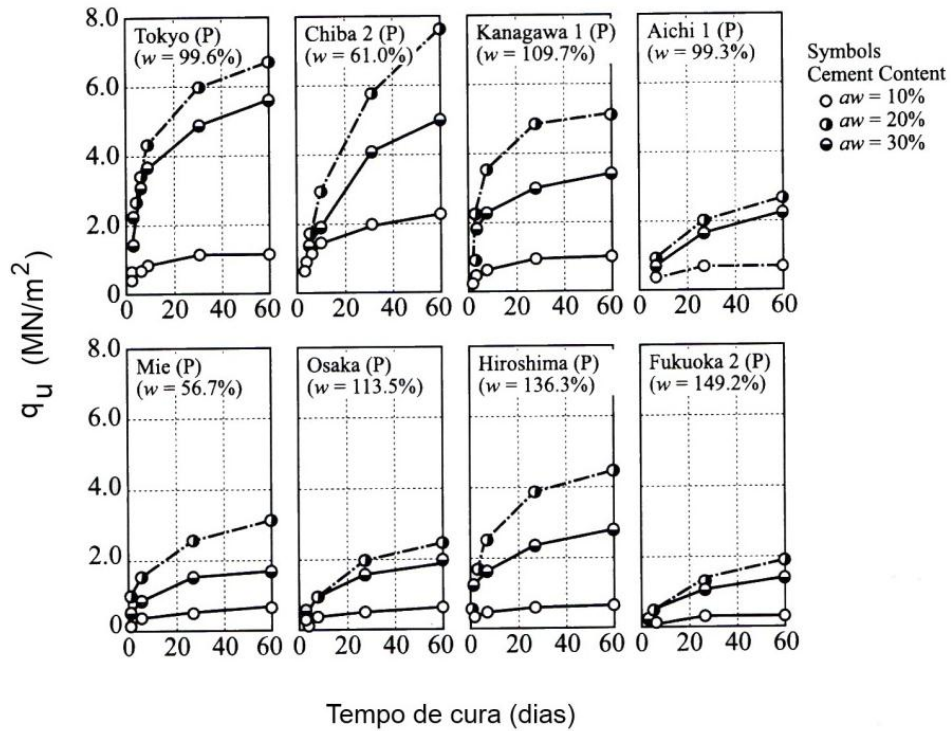 8.0
6.0
4.0
2.0
0
Tokyo (P)
(w = 99.6%)
0 20 40 60
Chiba 2 (P)
(w = 61.0%)
0 20 40 60
Kanagawa 1 (P)
(w = 109.7%)
0 20 40 60
Aichi 1 (P)
(w = 99.3%)
0 20 40 60
Symbols
Cement Content
aw = 10%
aw = 20%
aw = 30%
qu (MN/m²)
8.0
6.0
4.0
2.0
0
Mie (P)
(w = 56.7%)
0 20 40 60
Osaka (P)
(w = 113.5%)
0 20 40 60
Hiroshima (P)
(w = 136.3%)
0 20 40 60
Fukuoka 2 (P)
(w = 149.2%)
0 20 40 60
Tempo de cura (dias)